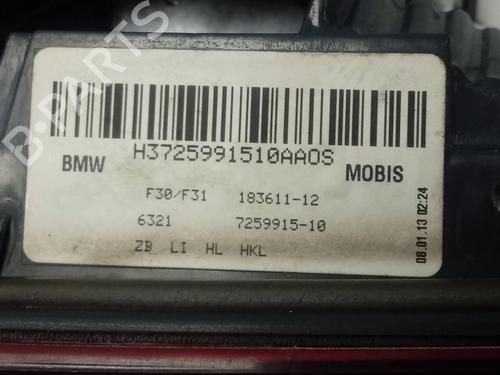 B-PARTS
H3725991510AAOS
BMW
MOBIS
F30/F31 183611-12
6321 7259915-10
ZB LI HL HKL
08.01.13 02:24